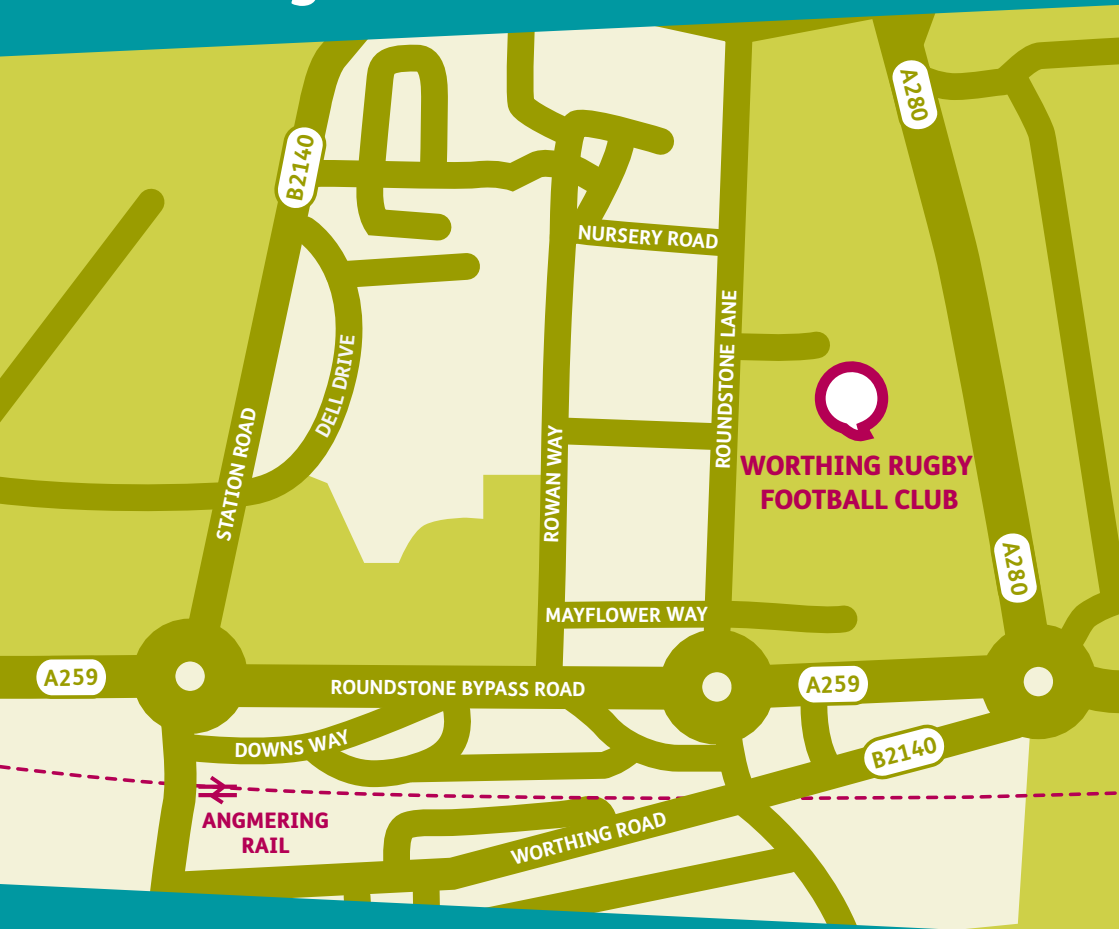 A280
B2140
NURSERY ROAD
ROUNDSTONE LANE
DELL DRIVE
STATION ROAD
ROWAN WAY
WORTHING RUGBY
FOOTBALL CLUB
A280
MAYFLOWER WAY
A259
ROUNDSTONE BYPASS ROAD
A259
DOWNS WAY
B2140
ANGMERING
RAIL
WORTHING ROAD